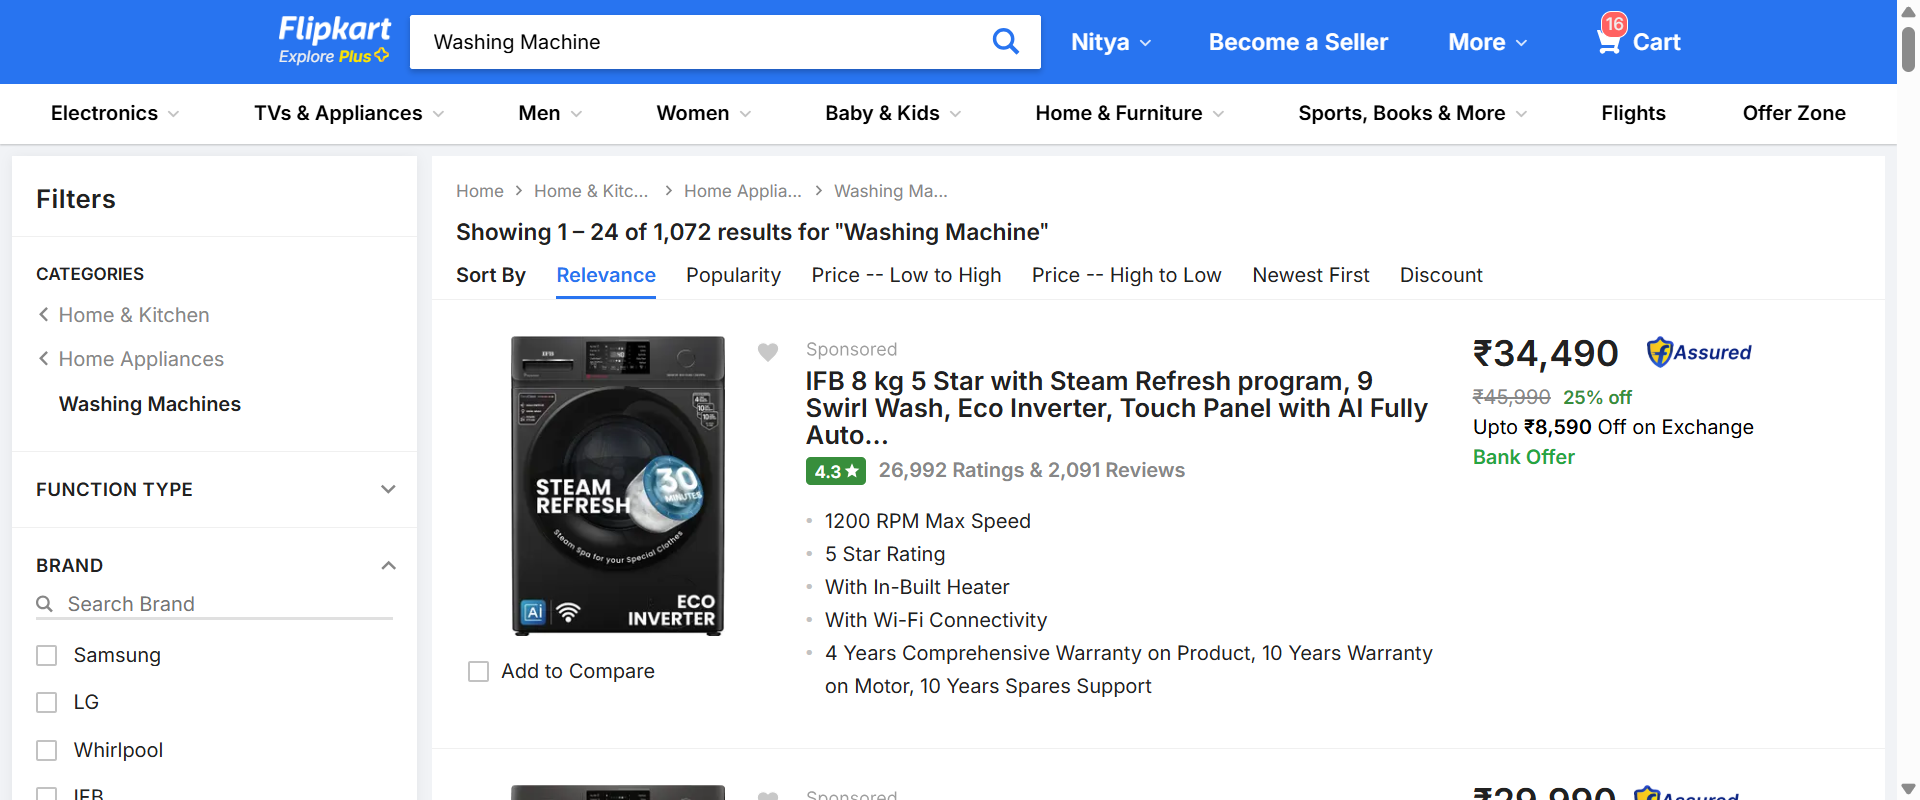 Flipkart
Explore Plus
Washing Machine
Nitya
Become a Seller
More
16
Cart
Electronics
TVs & Appliances
Men
Women
Baby & Kids
Home & Furniture
Sports, Books & More
Flights
Offer Zone
Filters
CATEGORIES
Home & Kitchen
Home Appliances
Washing Machines
FUNCTION TYPE
BRAND
Search Brand
Samsung
LG
Whirlpool
IFB
Home > Home & Kitc... > Home Applia... > Washing Ma...
Showing 1 – 24 of 1,072 results for "Washing Machine"
Sort By Relevance Popularity Price -- Low to High Price -- High to Low Newest First Discount
IFB
STEAM
REFRESH
30
MINUTES
Steam Spa for your Special Clothes
AI
ECO
INVERTER
Add to Compare
Sponsored
IFB 8 kg 5 Star with Steam Refresh program, 9
Swirl Wash, Eco Inverter, Touch Panel with AI Fully
Auto...
4.3 ★ 26,992 Ratings & 2,091 Reviews
1200 RPM Max Speed
5 Star Rating
With In-Built Heater
With Wi-Fi Connectivity
4 Years Comprehensive Warranty on Product, 10 Years Warranty
on Motor, 10 Years Spares Support
₹34,490
Assured
₹45,990 25% off
Upto ₹8,590 Off on Exchange
Bank Offer
Sponsored
₹29,990
Assured